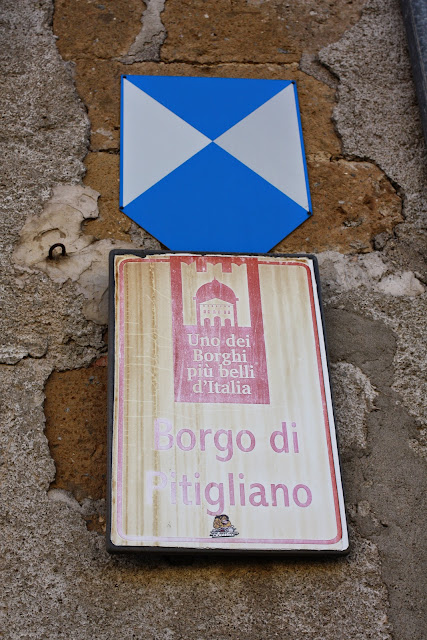 Uno dei
Borghi
più belli
d'Italia
Borgo di
Pitigliano